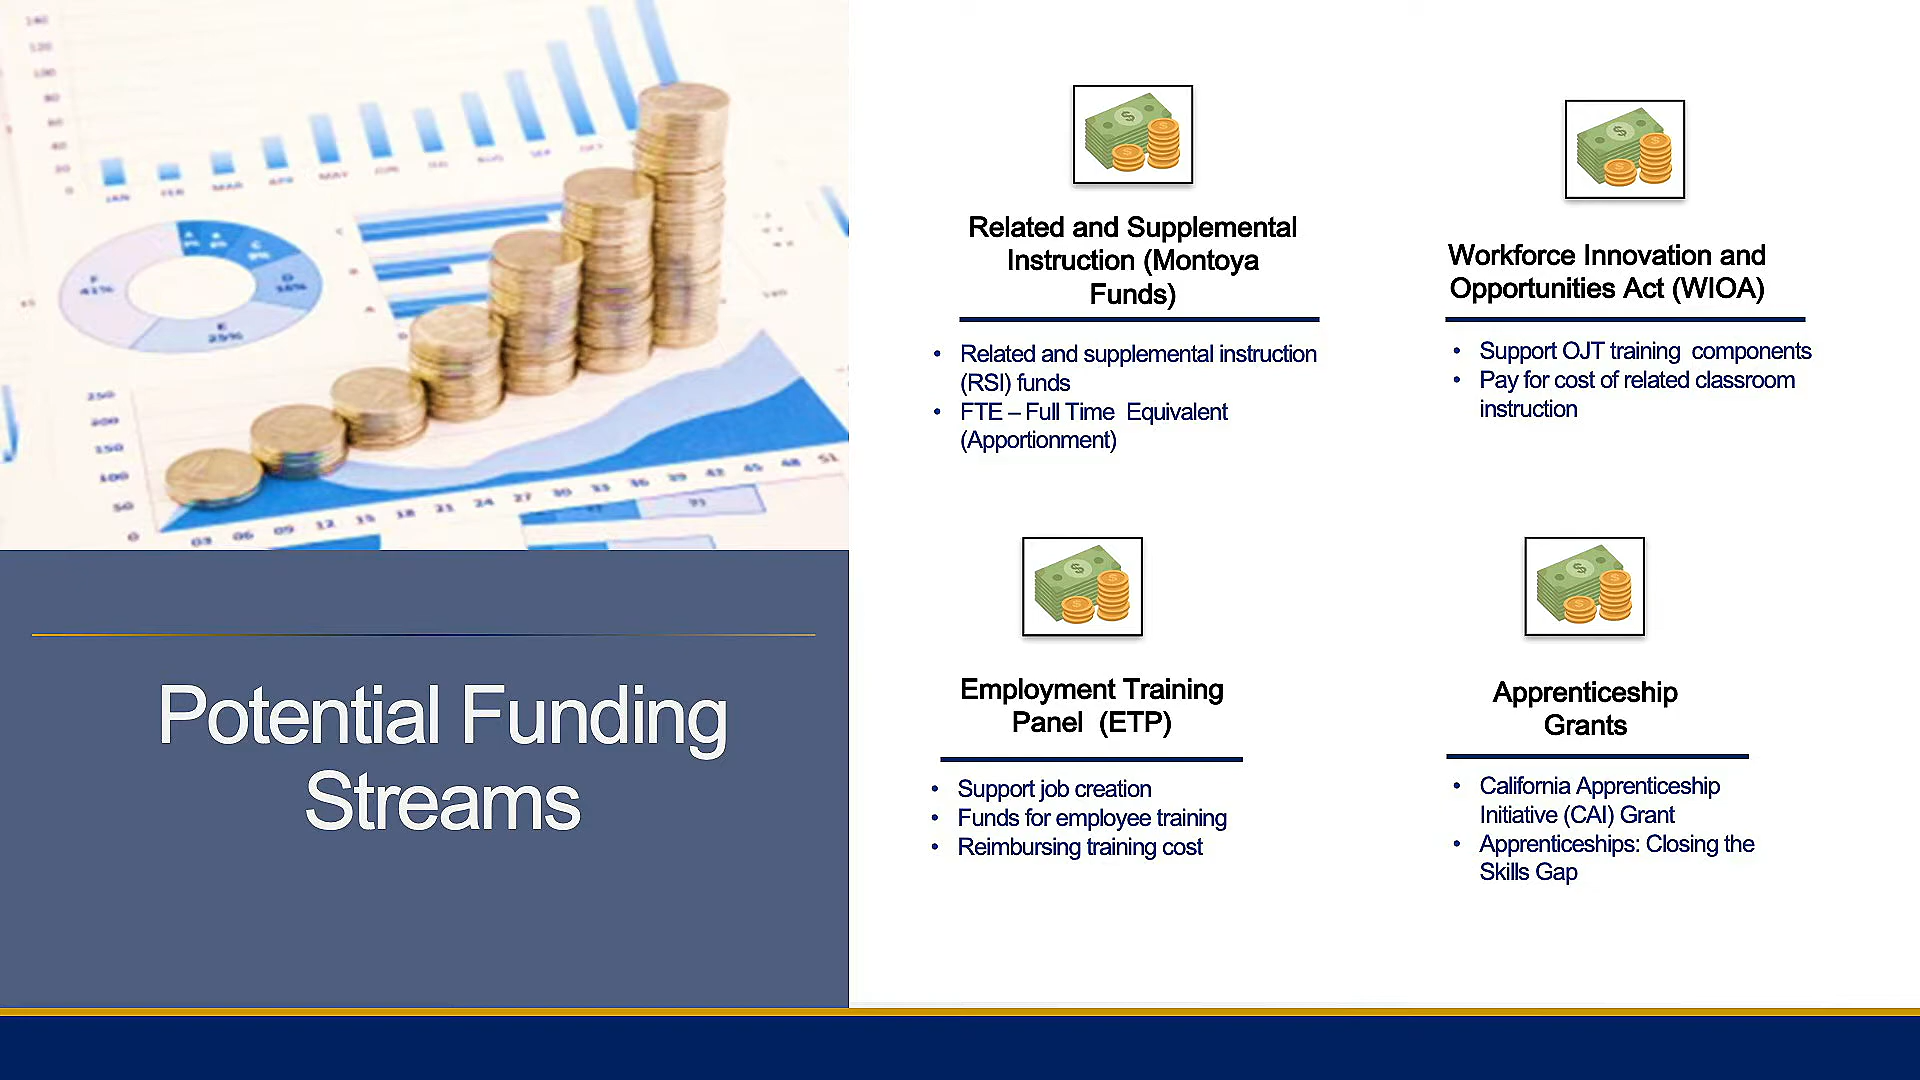 Potential Funding
Streams
Related and Supplemental
Instruction (Montoya
Funds)
• Related and supplemental instruction
(RSI) funds
• FTE – Full Time  Equivalent
(Apportionment)
Workforce Innovation and
Opportunities Act (WIOA)
• Support OJT training  components
• Pay for cost of related classroom
instruction
Employment Training
Panel  (ETP)
• Support job creation
• Funds for employee training
• Reimbursing training cost
Apprenticeship
Grants
• California Apprenticeship
Initiative (CAI) Grant
• Apprenticeships: Closing the
Skills Gap